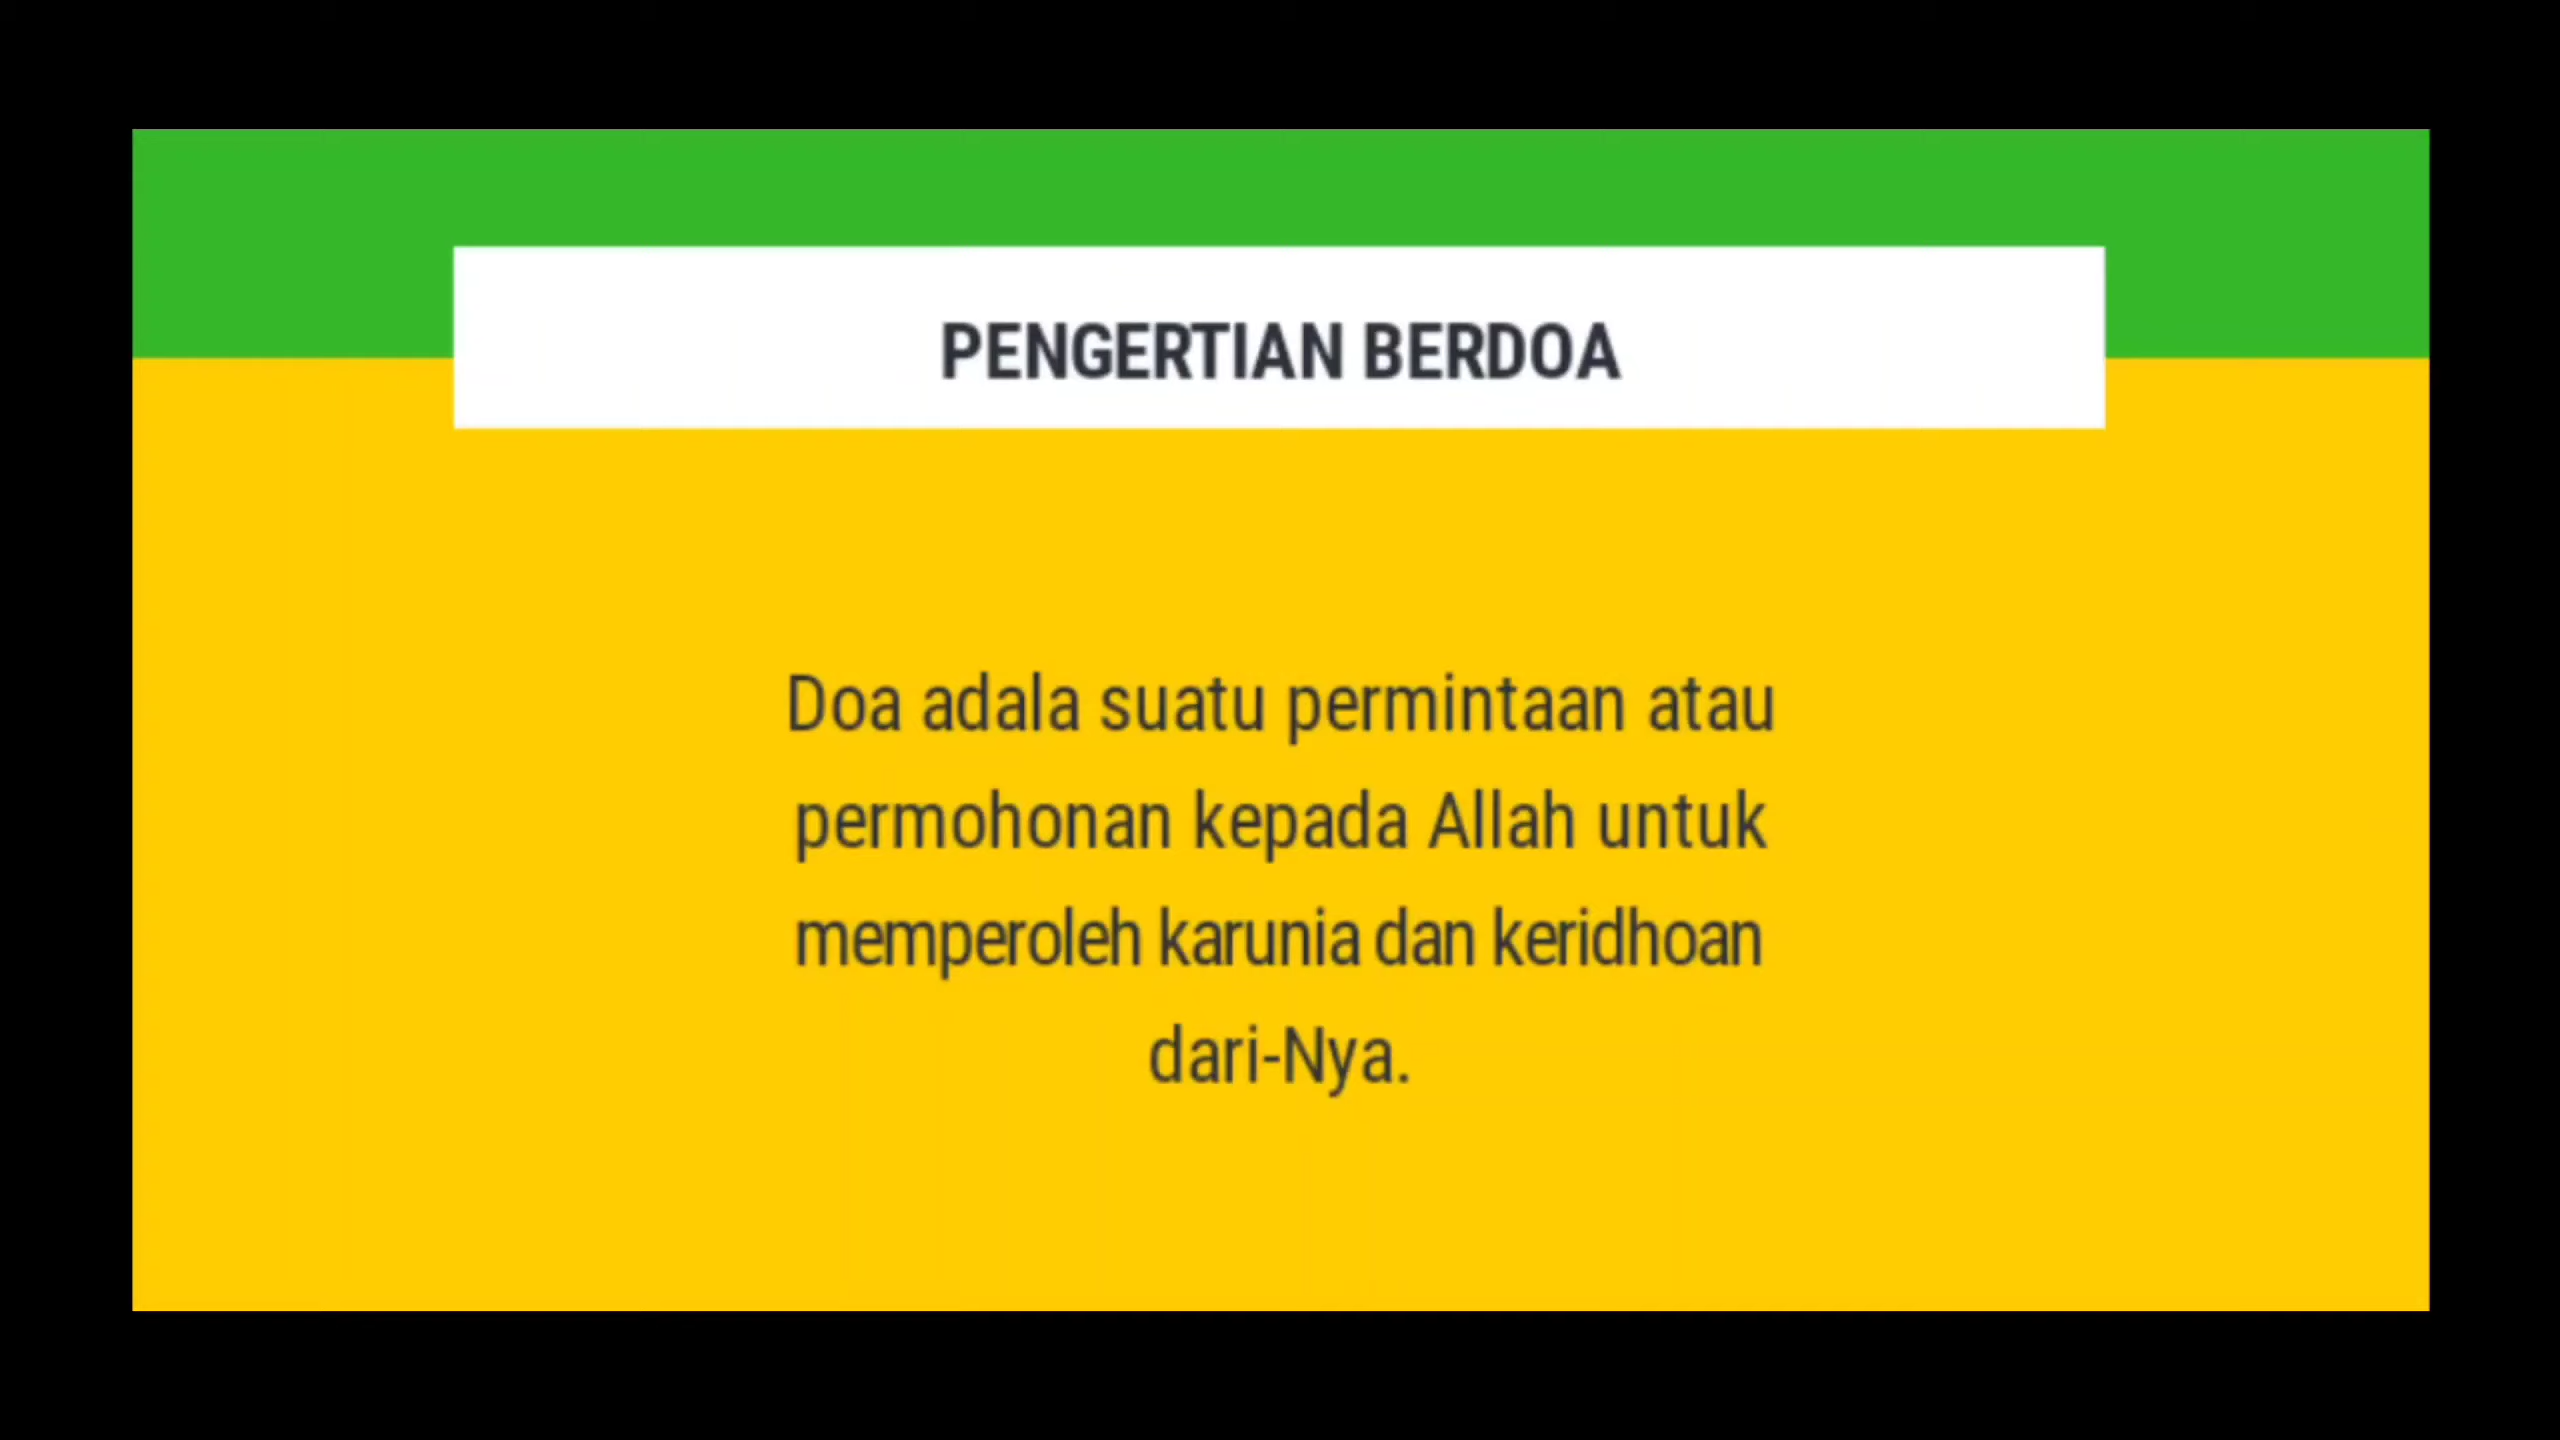 PENGERTIAN BERDOA
Doa adala suatu permintaan atau
permohonan kepada Allah untuk
memperoleh karunia dan keridhoan
dari-Nya.